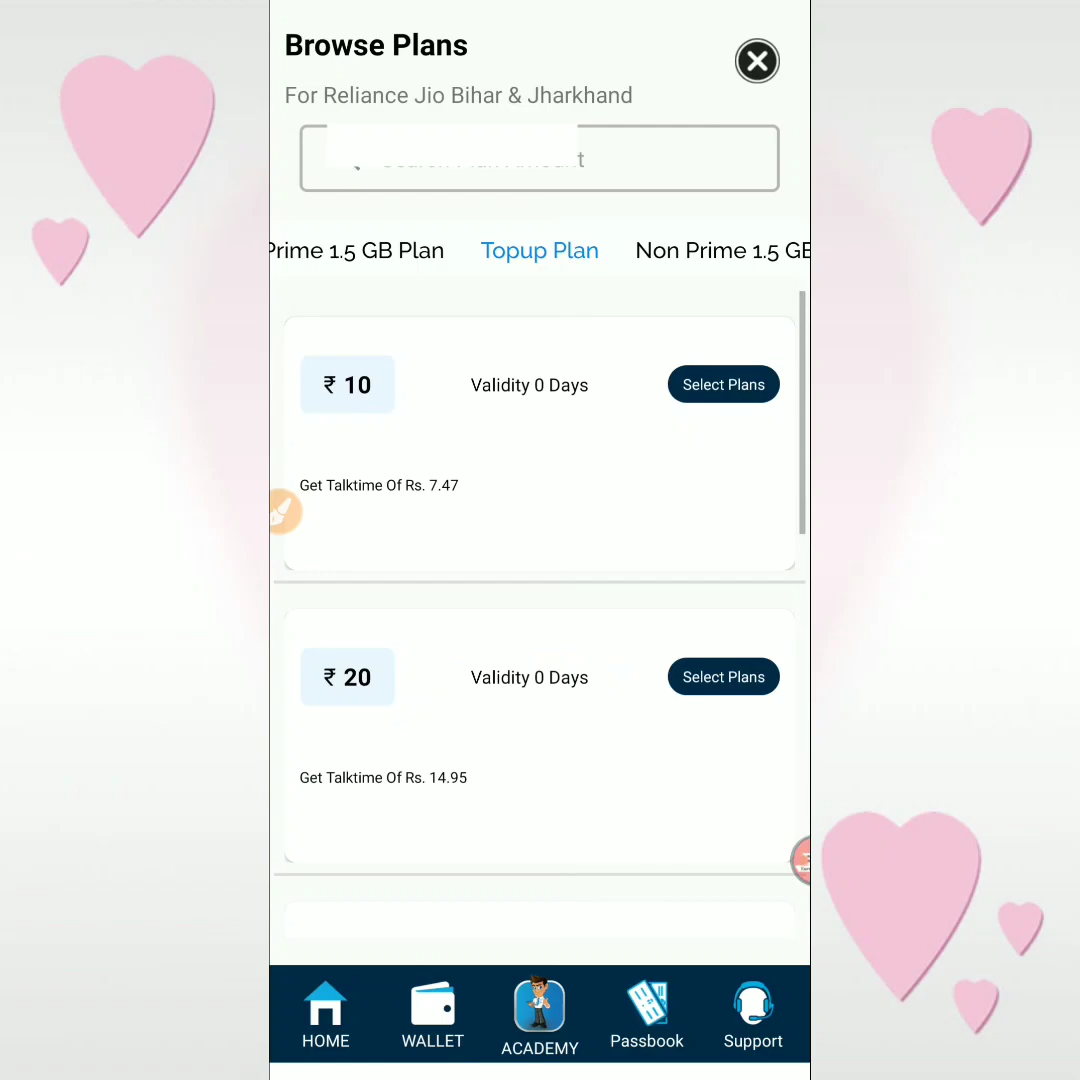 Browse Plans
For Reliance Jio Bihar & Jharkhand
Prime 1.5 GB Plan Topup Plan Non Prime 1.5 GB
₹ 10 Validity 0 Days Select Plans
Get Talktime Of Rs. 7.47
₹ 20 Validity 0 Days Select Plans
Get Talktime Of Rs. 14.95
HOME WALLET ACADEMY Passbook Support